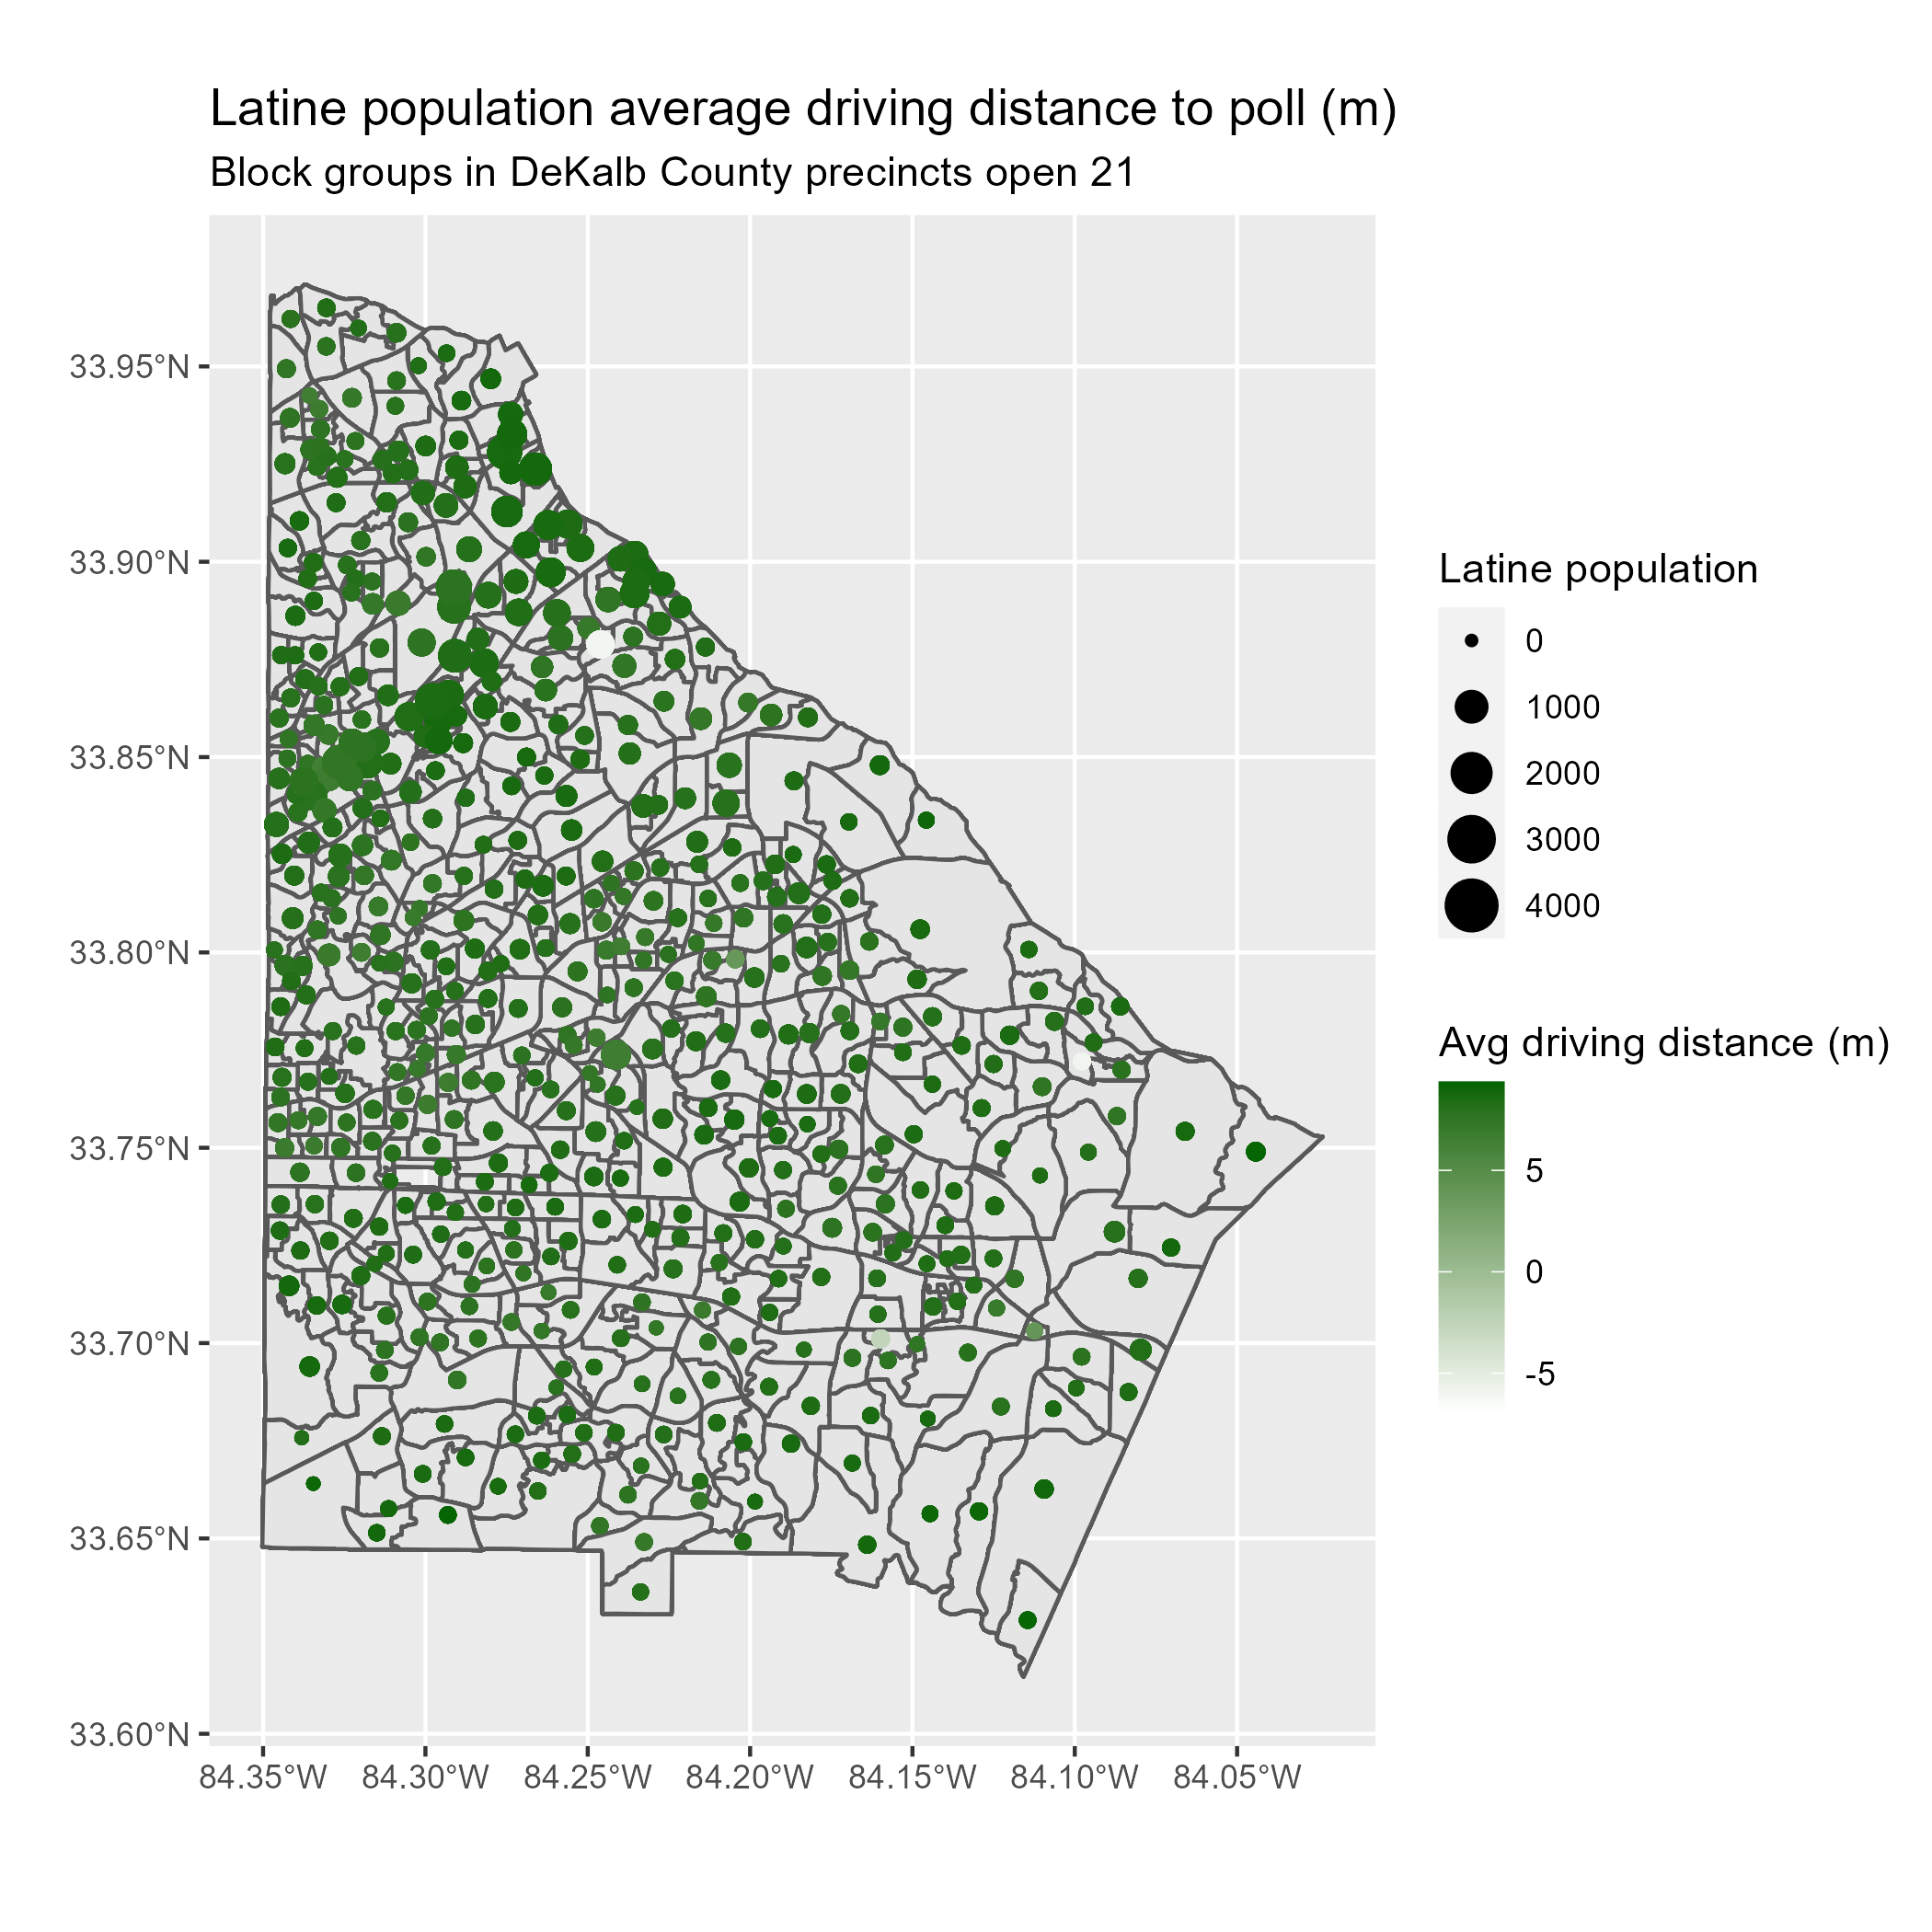 Latine population average driving distance to poll (m)
Block groups in DeKalb County precincts open 21
33.95°N
33.90°N
33.85°N
33.80°N
33.75°N
33.70°N
33.65°N
33.60°N
84.35°W 84.30°W 84.25°W 84.20°W 84.15°W 84.10°W 84.05°W
Latine population
0
1000
2000
3000
4000
Avg driving distance (m)
5
0
-5